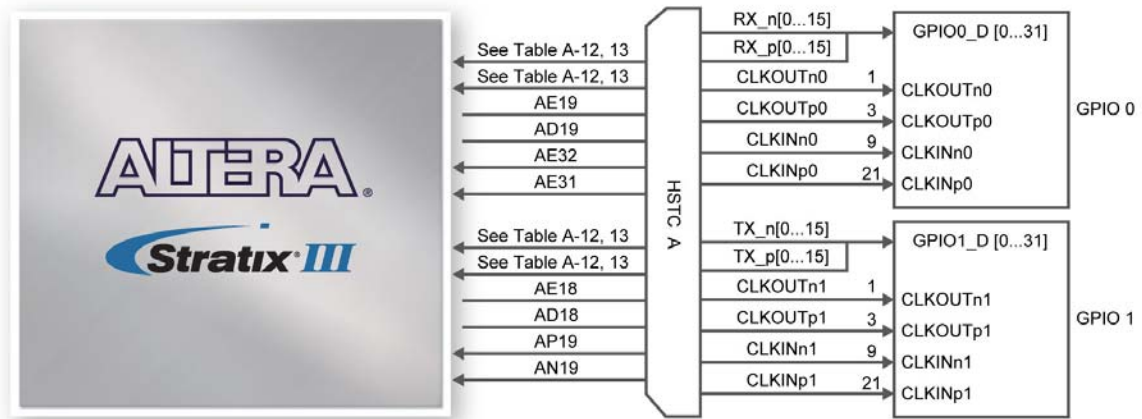 ALTERA®
Stratix® III
See Table A-12, 13
See Table A-12, 13
AE19
AD19
AE32
AE31
See Table A-12, 13
See Table A-12, 13
AE18
AD18
AP19
AN19
HSTC A
RX_n[0...15]
RX_p[0...15]
CLKOUTn0 1
CLKOUTp0 3
CLKINn0 9
CLKINp0 21
GPIO0_D [0...31]
CLKOUTn0
CLKOUTp0
CLKINn0
CLKINp0
GPIO 0
TX_n[0...15]
TX_p[0...15]
CLKOUTn1 1
CLKOUTp1 3
CLKINn1 9
CLKINp1 21
GPIO1_D [0...31]
CLKOUTn1
CLKOUTp1
CLKINn1
CLKINp1
GPIO 1